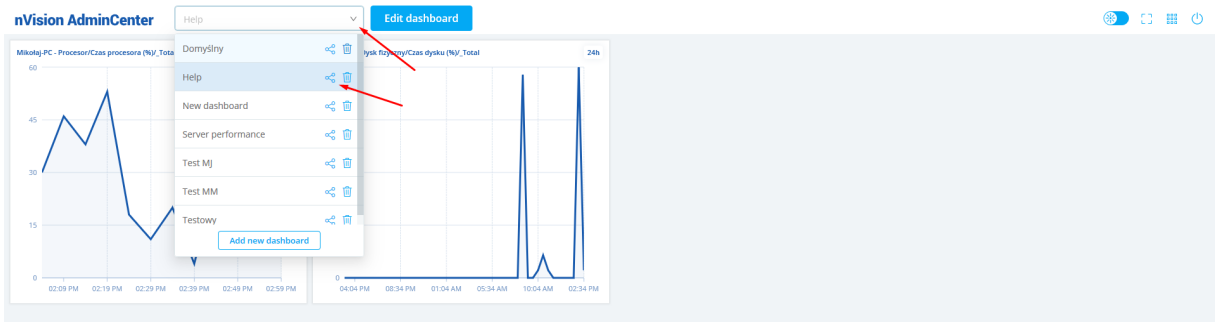 nVision AdminCenter
Help
Edit dashboard
Mikołaj-PC - Procesor/Czas procesora (%)/_Tota
60
45
30
15
0
02:09 PM 02:19 PM 02:29 PM 02:39 PM 02:49 PM 02:59 PM
Domyślny
Help
New dashboard
Server performance
Test MJ
Test MM
Testowy
Add new dashboard
fizyczny/Czas dysku (%)/_Total
24h
0
04:04 PM 08:34 PM 01:04 AM 05:34 AM 10:04 AM 02:34 PM